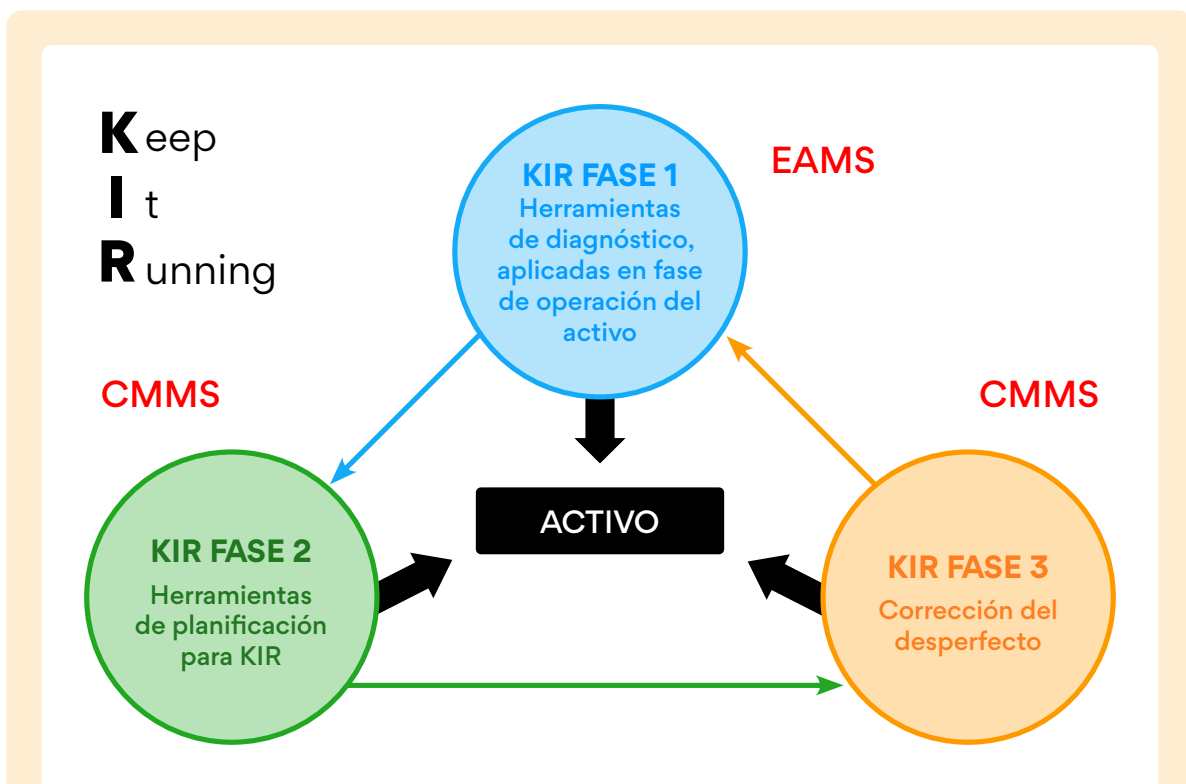 Keep
It
Running
EAMS
KIR FASE 1
Herramientas
de diagnóstico,
aplicadas en fase
de operación del
activo
CMMS
CMMS
ACTIVO
KIR FASE 2
Herramientas
de planificación
para KIR
KIR FASE 3
Corrección del
desperfecto